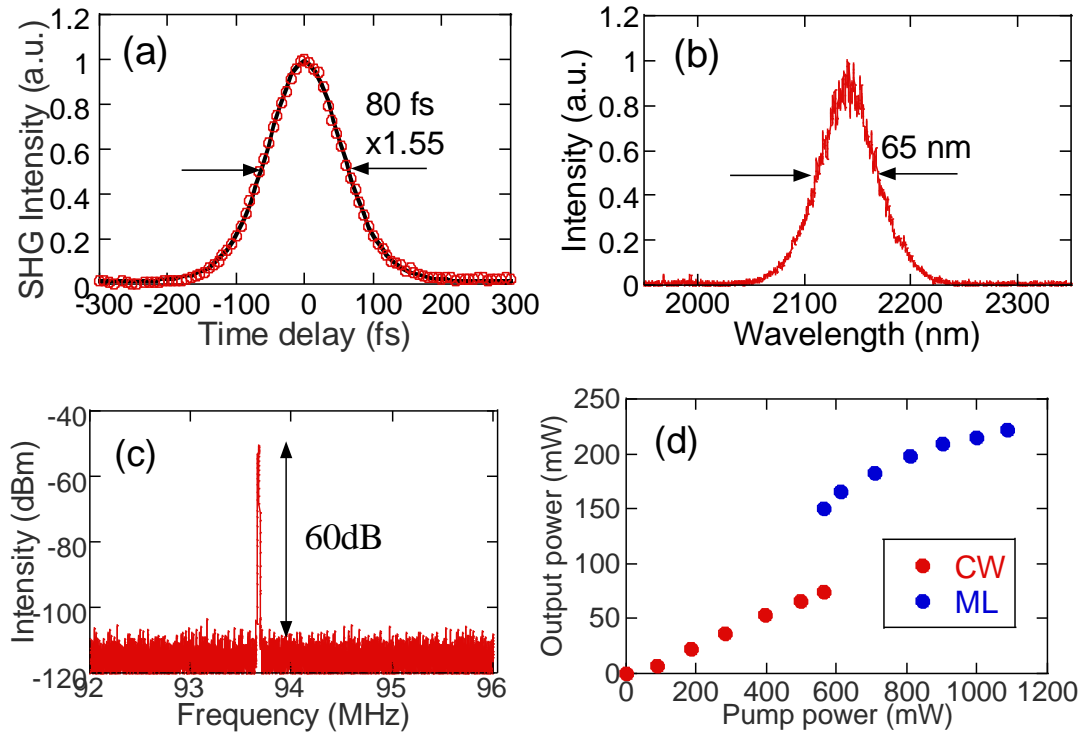 (a)
80 fs
x1.55
SHG Intensity (a.u.)
0
0.2
0.4
0.6
0.8
1
1.2
-300 -200 -100 0 100 200 300
Time delay (fs)
(b)
65 nm
Intensity (a.u.)
0
0.2
0.4
0.6
0.8
1
1.2
2000 2100 2200 2300
Wavelength (nm)
(c)
60dB
Intensity (dBm)
-120
-100
-80
-60
-40
92 93 94 95 96
Frequency (MHz)
(d)
CW
ML
Output power (mW)
0
50
100
150
200
250
0 200 400 600 800 1000 1200
Pump power (mW)